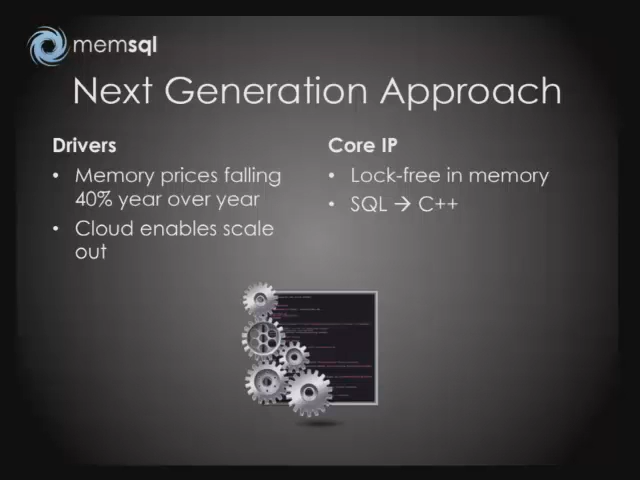 memsql
Next Generation Approach
Drivers
• Memory prices falling
40% year over year
• Cloud enables scale
out
Core IP
• Lock-free in memory
• SQL → C++